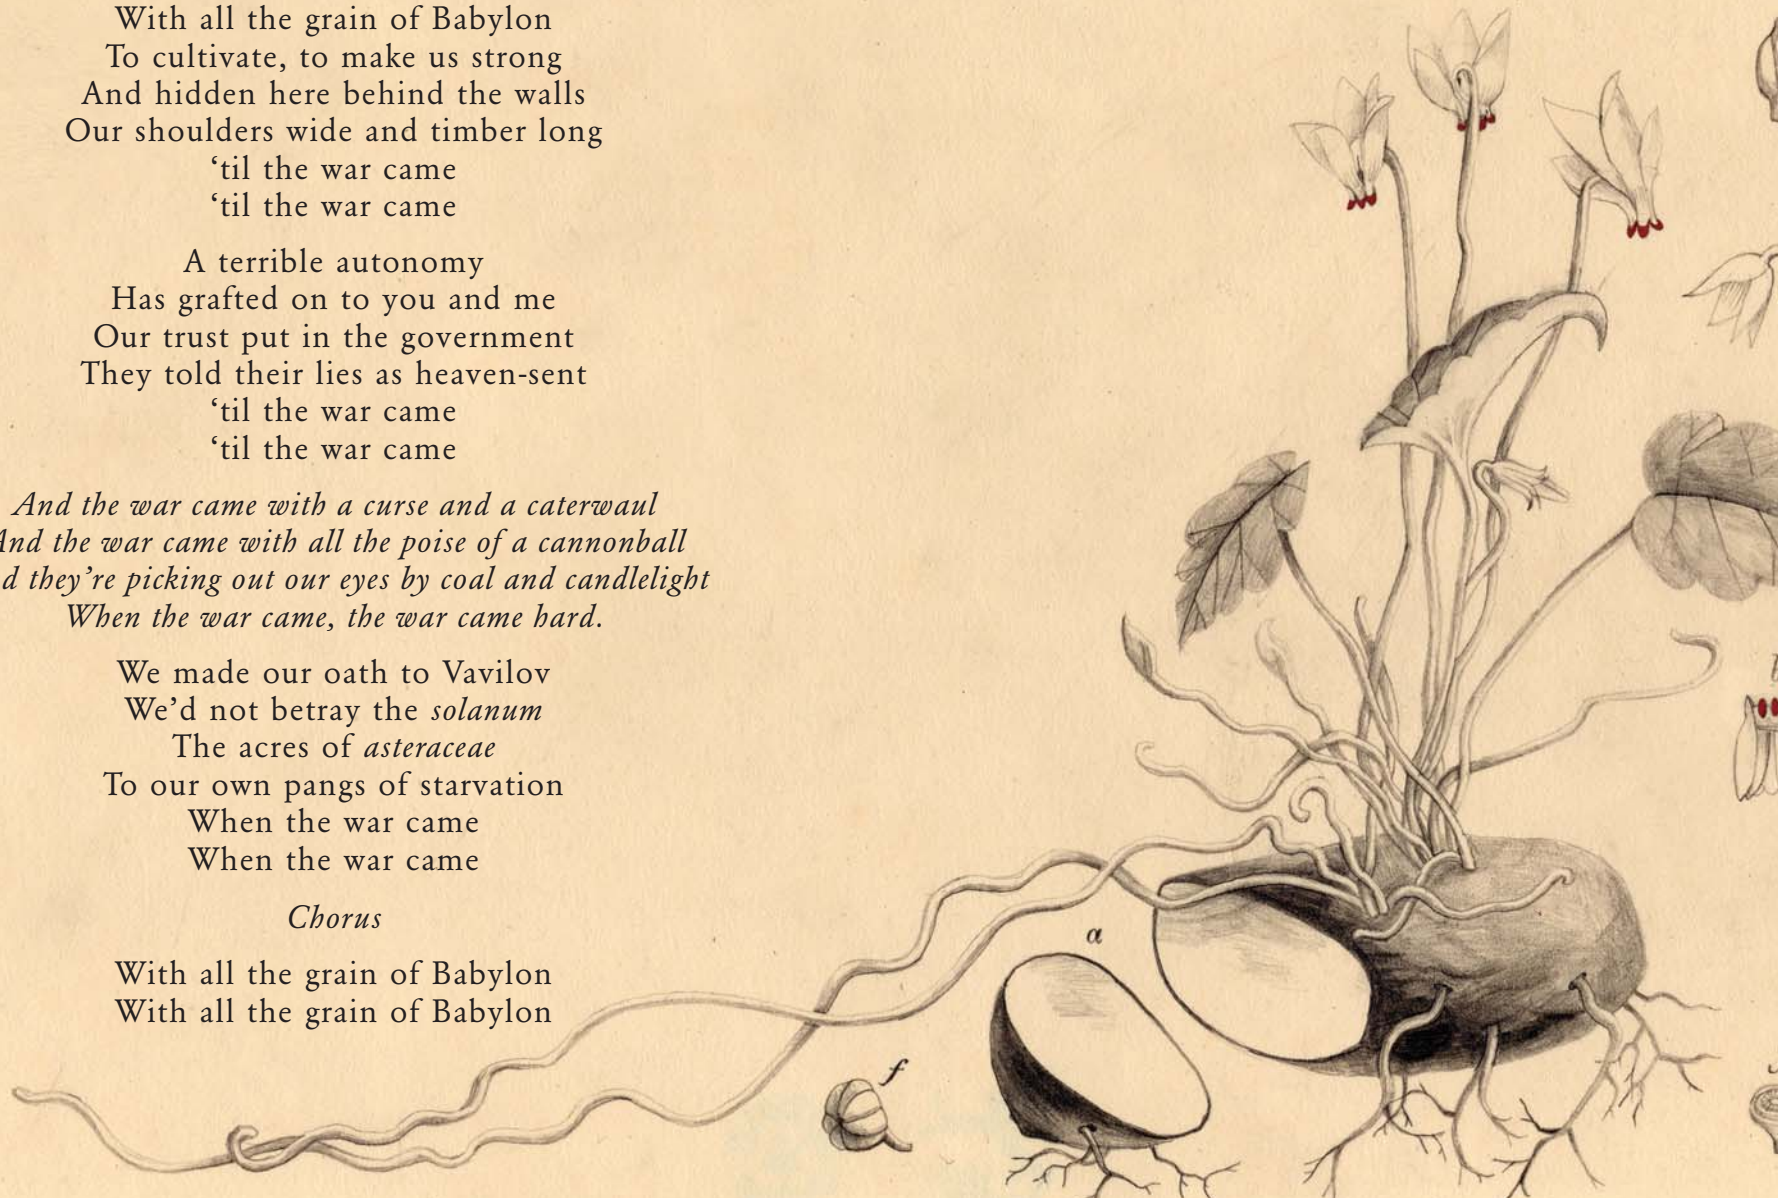 With all the grain of Babylon
To cultivate, to make us strong
And hidden here behind the walls
Our shoulders wide and timber long
‘til the war came
‘til the war came
A terrible autonomy
Has grafted on to you and me
Our trust put in the government
They told their lies as heaven-sent
‘til the war came
‘til the war came
And the war came with a curse and a caterwaul
And the war came with all the poise of a cannonball
they’re picking out our eyes by coal and candlelight
When the war came, the war came hard.
We made our oath to Vavilov
We’d not betray the solanum
The acres of asteraceae
To our own pangs of starvation
When the war came
When the war came
Chorus
With all the grain of Babylon
With all the grain of Babylon
a
f